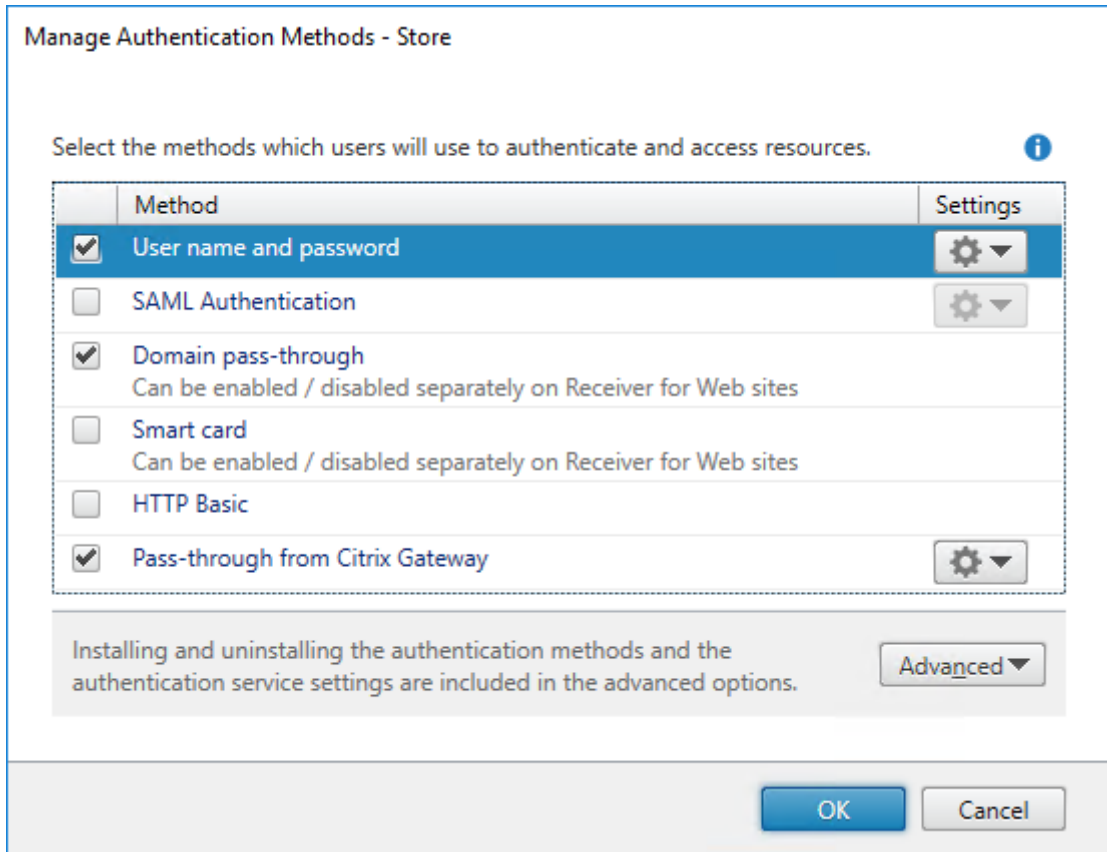 Manage Authentication Methods - Store
Select the methods which users will use to authenticate and access resources.
Method Settings
User name and password
SAML Authentication
Domain pass-through
Can be enabled / disabled separately on Receiver for Web sites
Smart card
Can be enabled / disabled separately on Receiver for Web sites
HTTP Basic
Pass-through from Citrix Gateway
Installing and uninstalling the authentication methods and the
authentication service settings are included in the advanced options.
Advanced
OK Cancel